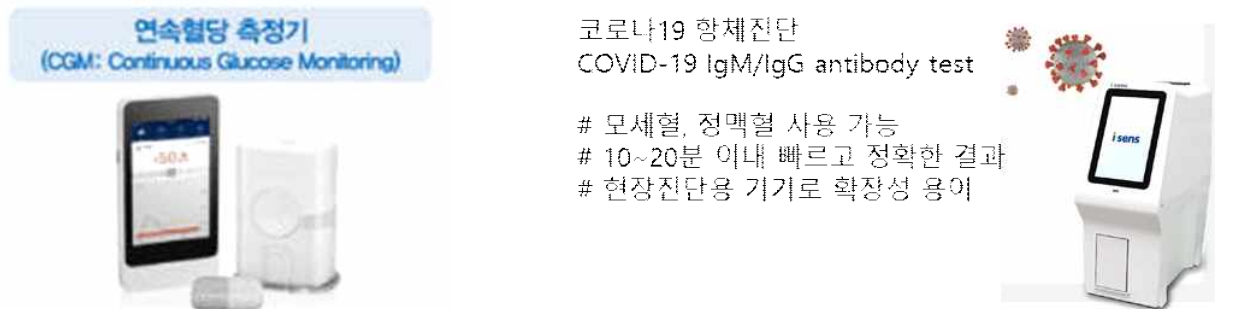 연속혈당 측정기
(CGM: Continuous Glucose Monitoring)
코로나19 항체진단
COVID-19 IgM/IgG antibody test
# 모세혈, 정맥혈 사용 가능
# 10~20분 이내 빠르고 정확한 결과
# 현장진단용 기기로 확장성 용이
i sens